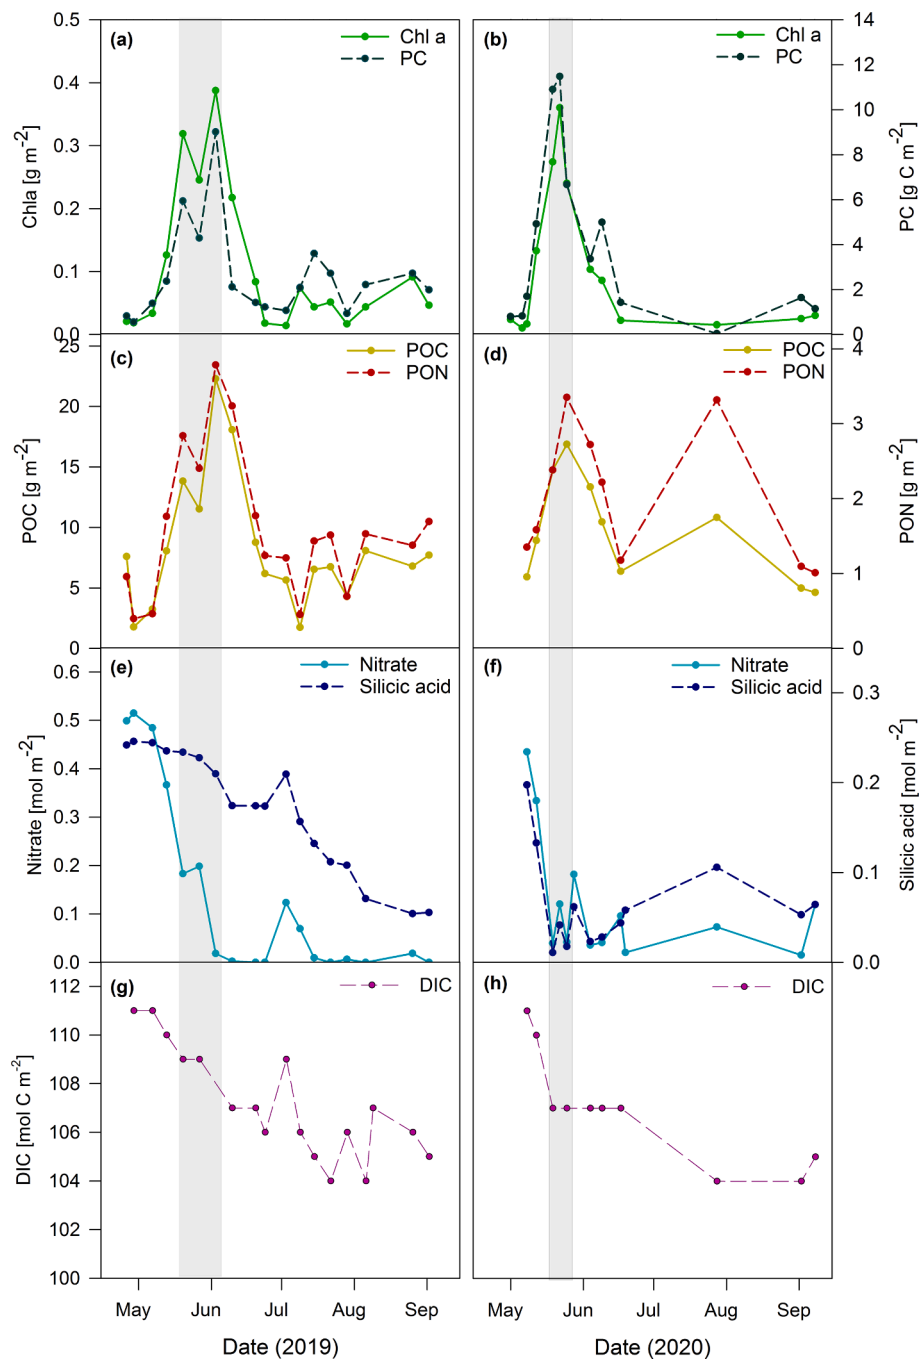 (a)
Chl a
PC
0.5
0.4
0.3
0.2
0.1
0.0
Chla [g m-2]
(b)
Chl a
PC
14
12
10
8
6
4
2
0
PC [g C m-2]
(c)
POC
PON
25
20
15
10
5
0
POC [g m-2]
(d)
POC
PON
4
3
2
1
0
PON [g m-2]
(e)
Nitrate
Silicic acid
0.6
0.5
0.4
0.3
0.2
0.1
0.0
Nitrate [mol m-2]
(f)
Nitrate
Silicic acid
0.3
0.2
0.1
0.0
Silicic acid [mol m-2]
(g)
DIC
112
110
108
106
104
102
100
DIC [mol C m-2]
(h)
DIC
May Jun Jul Aug Sep
Date (2019)
May Jun Jul Aug Sep
Date (2020)